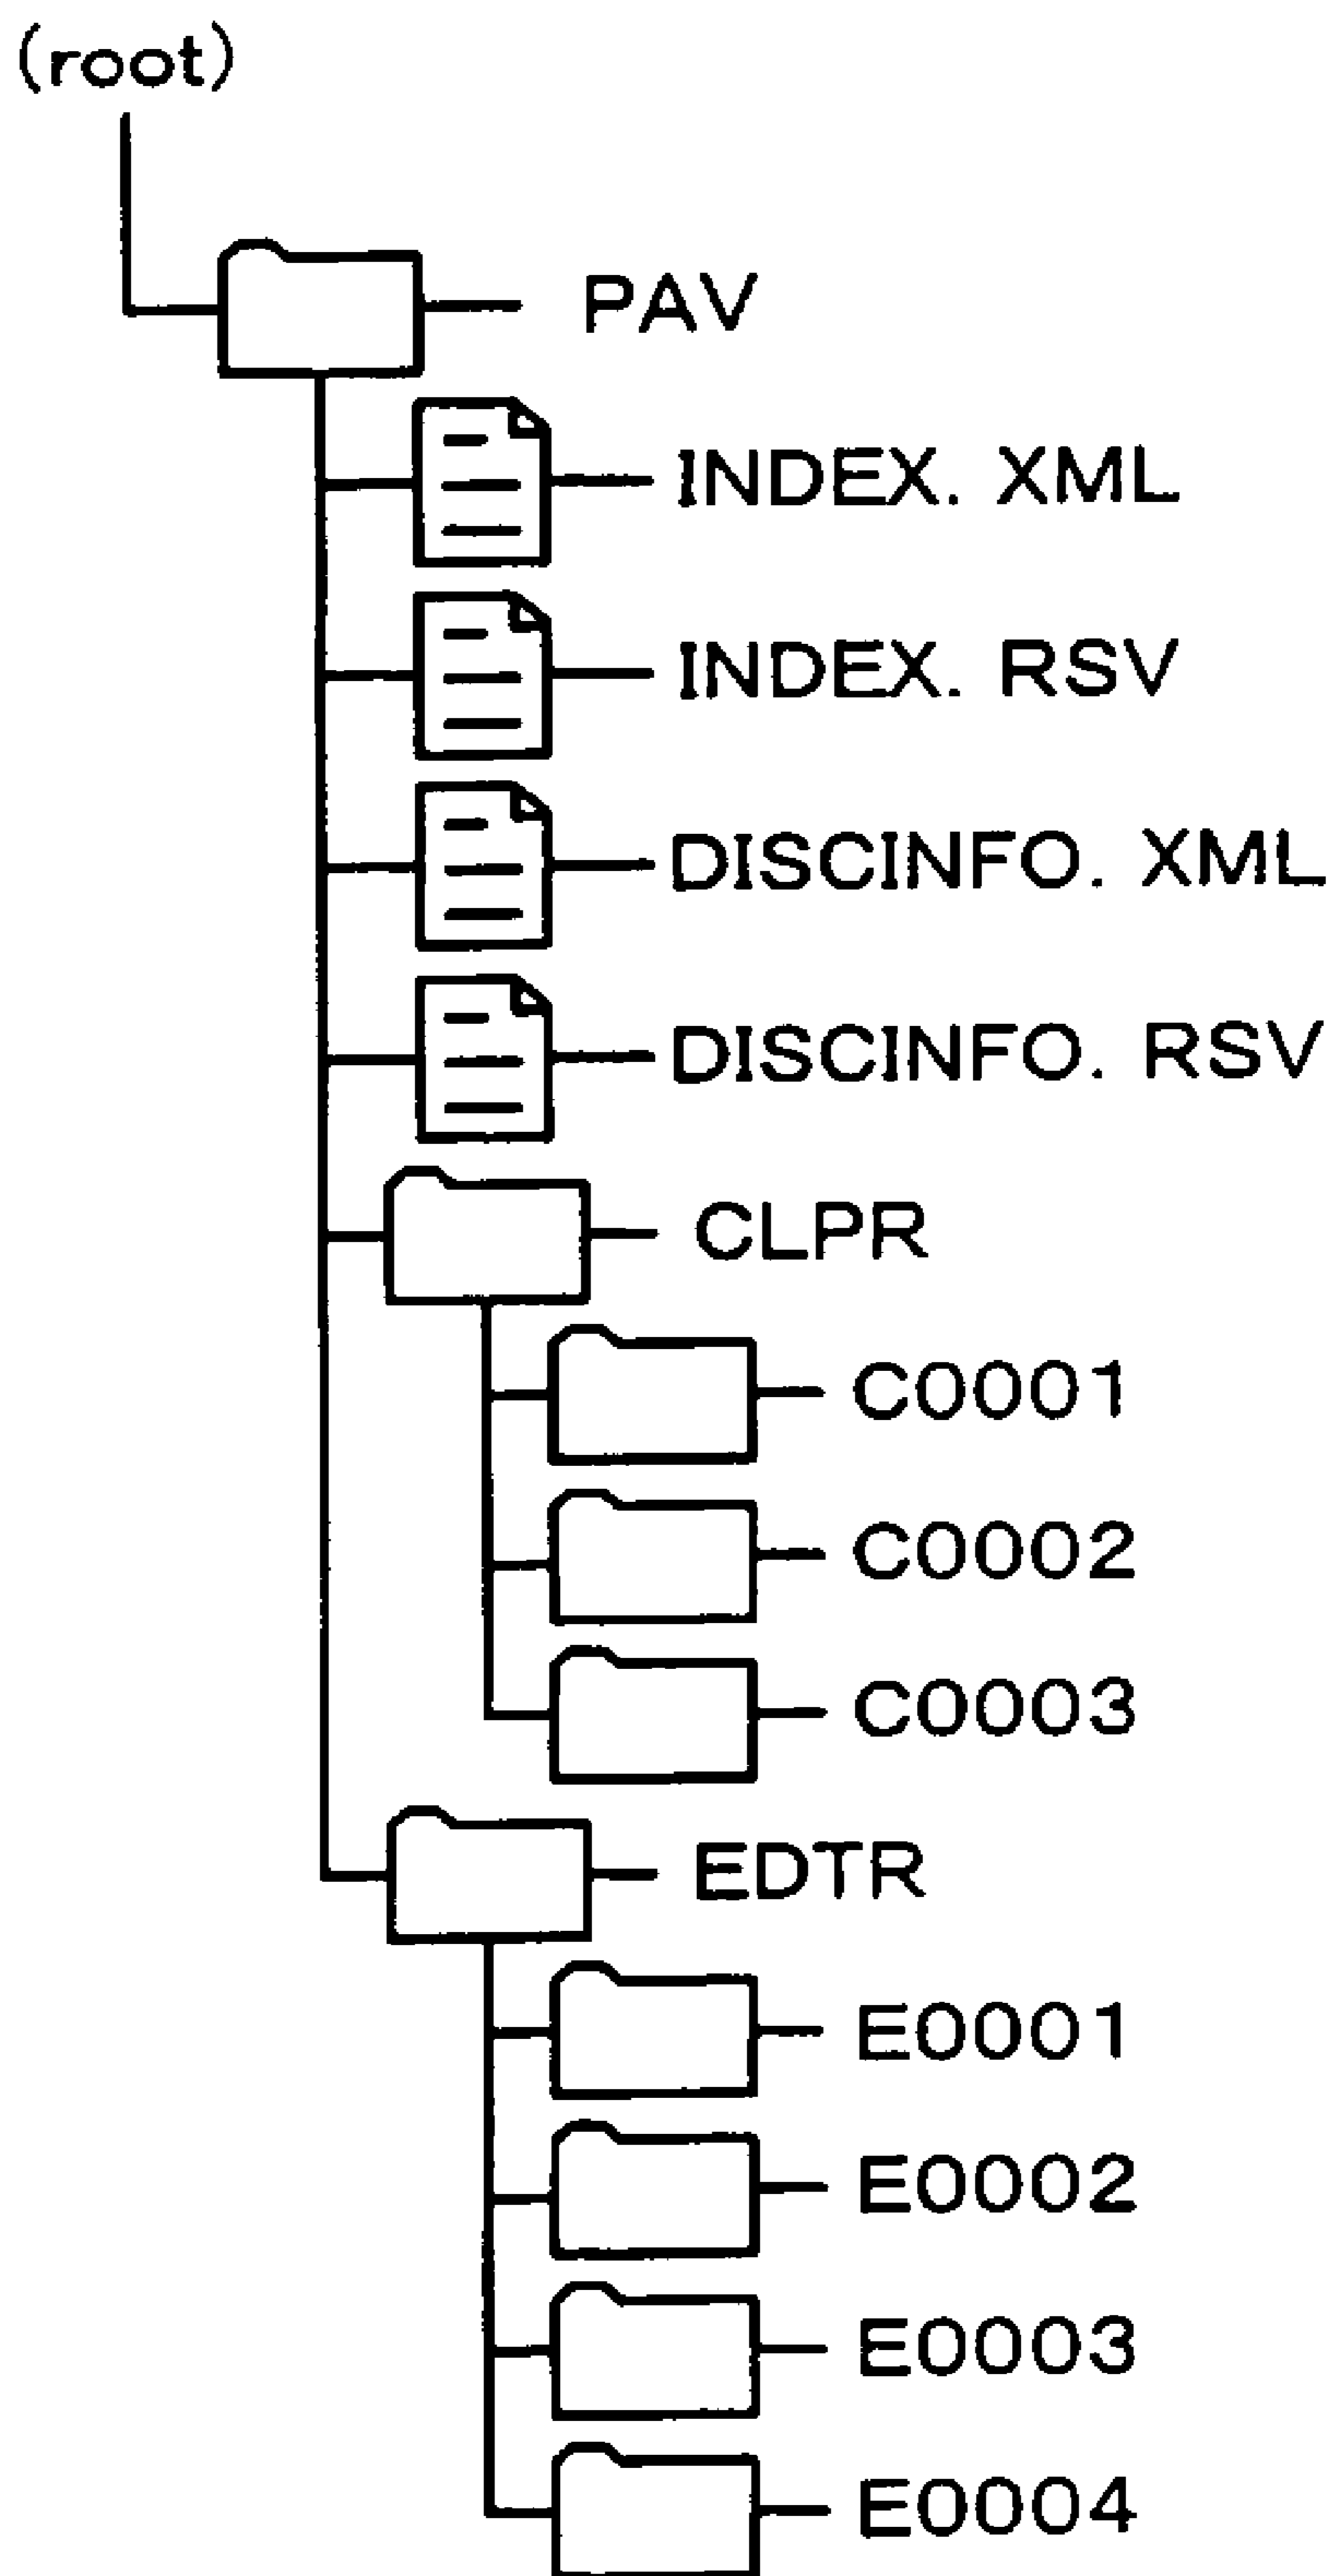 (root)
PAV
INDEX. XML
INDEX. RSV
DISCINFO. XML
DISCINFO. RSV
CLPR
C0001
C0002
C0003
EDTR
E0001
E0002
E0003
E0004